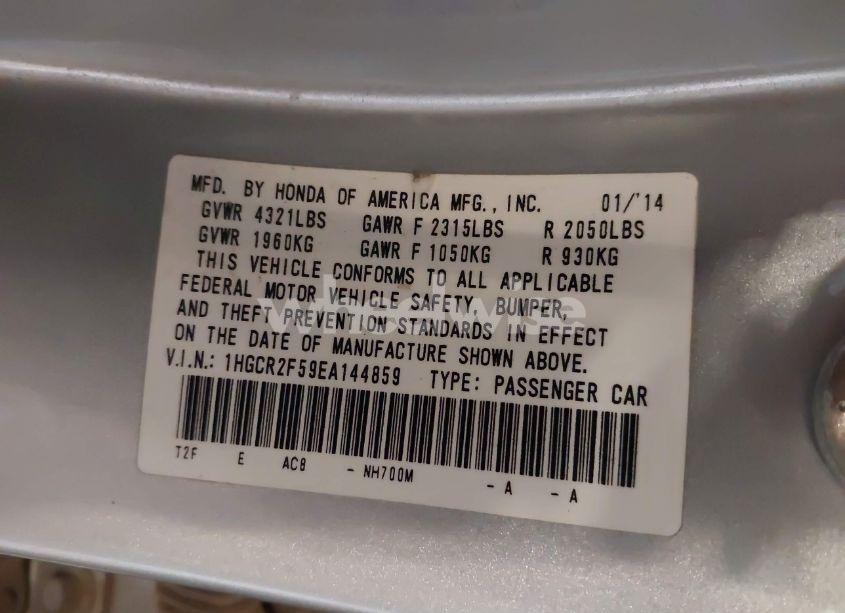 MFD. BY HONDA OF AMERICA MFG., INC. 01/'14
GVWR 4321LBS GAWR F 2315LBS R 2050LBS
GVWR 1960KG GAWR F 1050KG R 930KG
THIS VEHICLE CONFORMS TO ALL APPLICABLE
FEDERAL MOTOR VEHICLE SAFETY, BUMPER,
AND THEFT PREVENTION STANDARDS IN EFFECT
ON THE DATE OF MANUFACTURE SHOWN ABOVE.
V.I.N.: 1HGCR2F59EA144859 TYPE: PASSENGER CAR
T2F E AC8 - NH700M - A - A
wheelwise